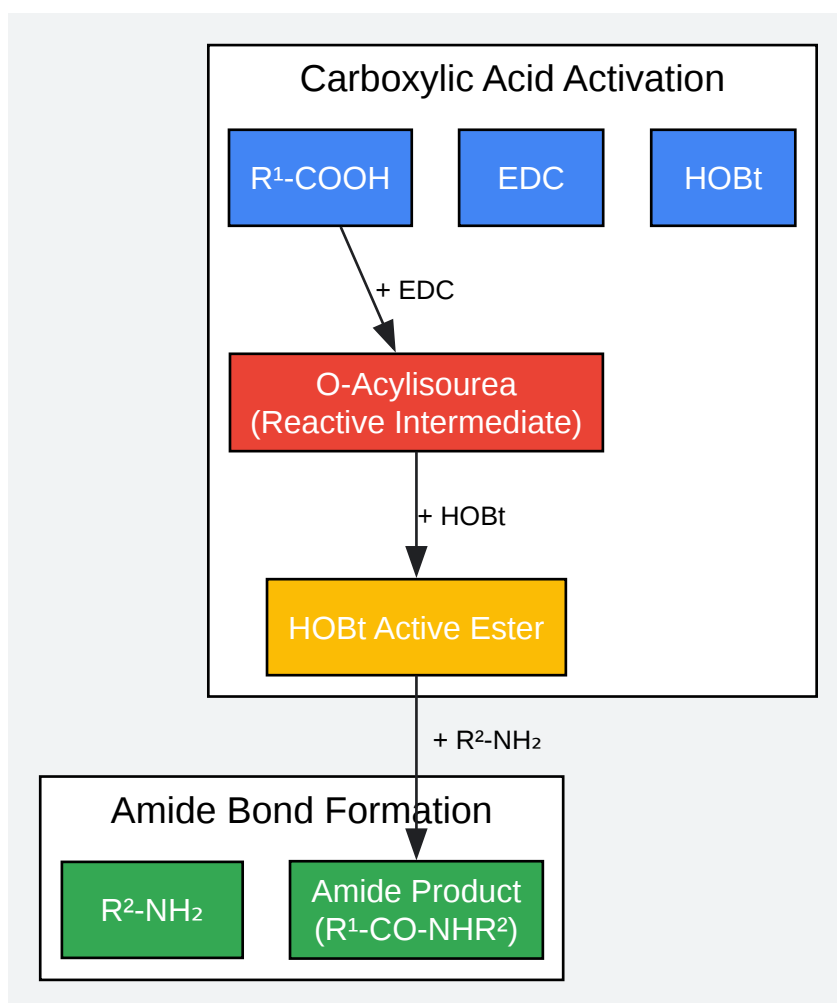 Carboxylic Acid Activation
R¹-COOH
EDC
HOBt
+ EDC
O-Acylisourea
(Reactive Intermediate)
+ HOBt
HOBt Active Ester
+ R²-NH₂
Amide Bond Formation
R²-NH₂
Amide Product
(R¹-CO-NHR²)